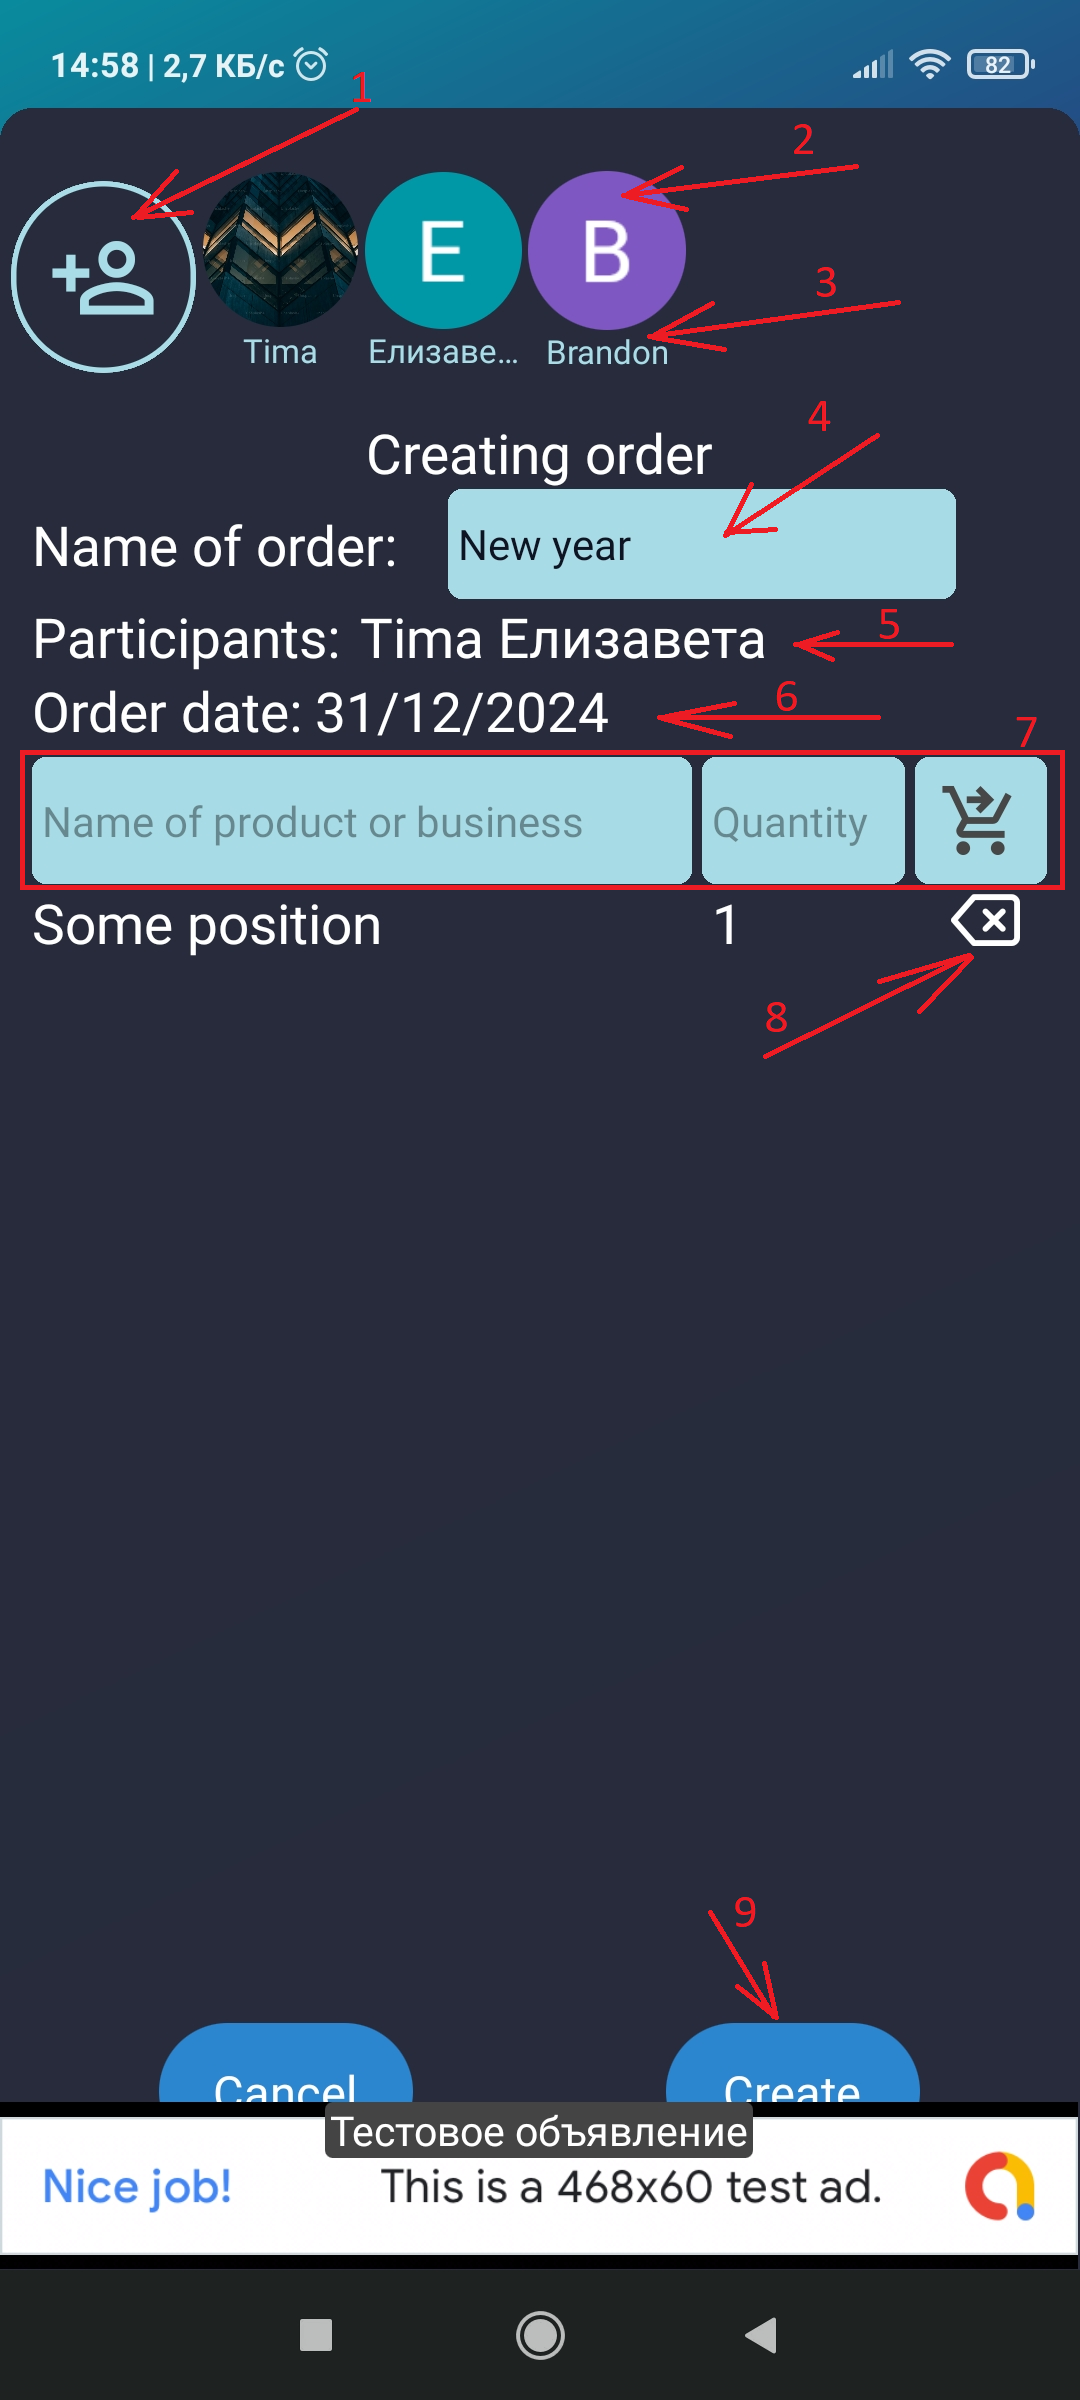 14:58 | 2,7 КБ/с
82
1
2
E
B
3
Tima
Елизаве...
Brandon
4
Creating order
Name of order:
New year
Participants: Tima Елизавета
5
Order date: 31/12/2024
6
7
Name of product or business
Quantity
Some position
1
8
9
Cancel
Create
Тестовое объявление
Nice job!
This is a 468x60 test ad.